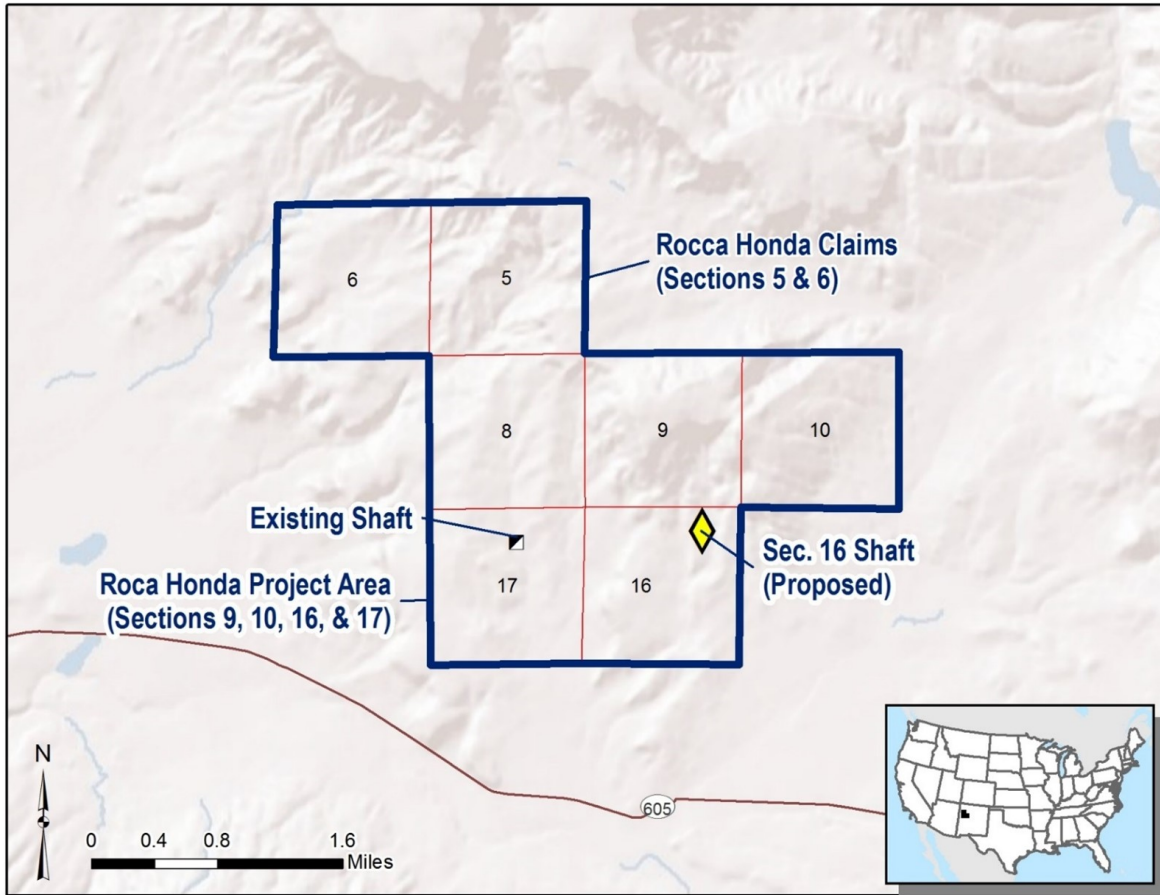 Rocca Honda Claims
(Sections 5 & 6)
6
5
8
9
10
Existing Shaft
Sec. 16 Shaft
(Proposed)
Roca Honda Project Area
(Sections 9, 10, 16, & 17)
17
16
605
N
0 0.4 0.8 1.6
Miles